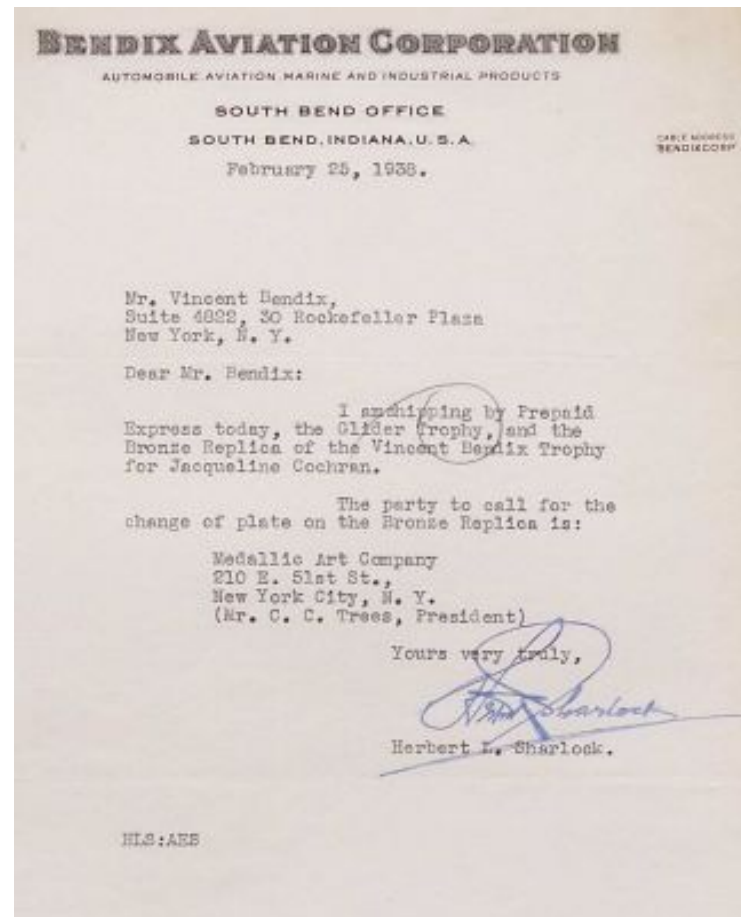 BENDIX AVIATION CORPORATION
AUTOMOBILE, AVIATION, MARINE AND INDUSTRIAL PRODUCTS
SOUTH BEND OFFICE
SOUTH BEND, INDIANA, U.S.A.
CABLE ADDRESS
BENDIXCORP
February 25, 1938.
Mr. Vincent Bendix,
Suite 4822, 30 Rockefeller Plaza
New York, N. Y.
Dear Mr. Bendix:
I amshipping by Prepaid
Express today, the Glider Trophy, and the
Bronze Replica of the Vincent Bendix Trophy
for Jacqueline Cochran.
The party to call for the
change of plate on the Bronze Replica is:
Medallic Art Company
210 E. 51st St.,
New York City, N. Y.
(Mr. C. C. Trees, President)
Yours very truly,
Herb Sharlock
Herbert L. Sharlock.
HLS:AEB